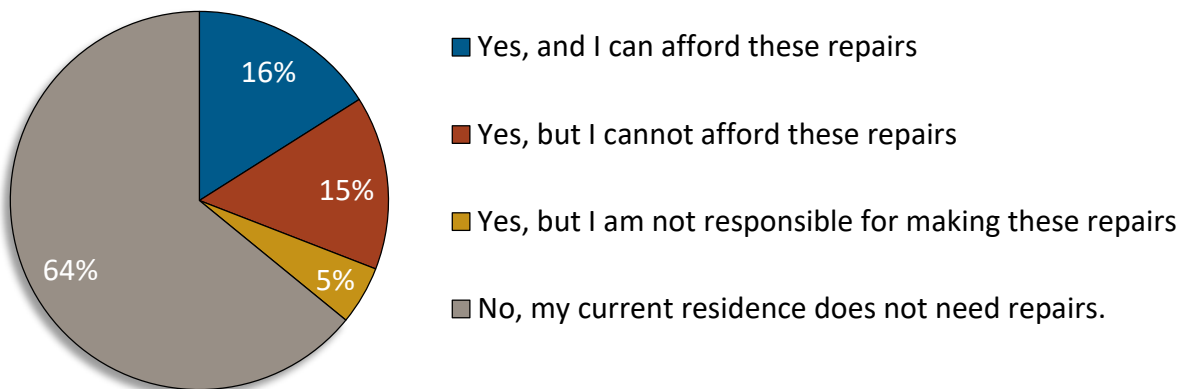 16%
15%
5%
64%
Yes, and I can afford these repairs
Yes, but I cannot afford these repairs
Yes, but I am not responsible for making these repairs
No, my current residence does not need repairs.